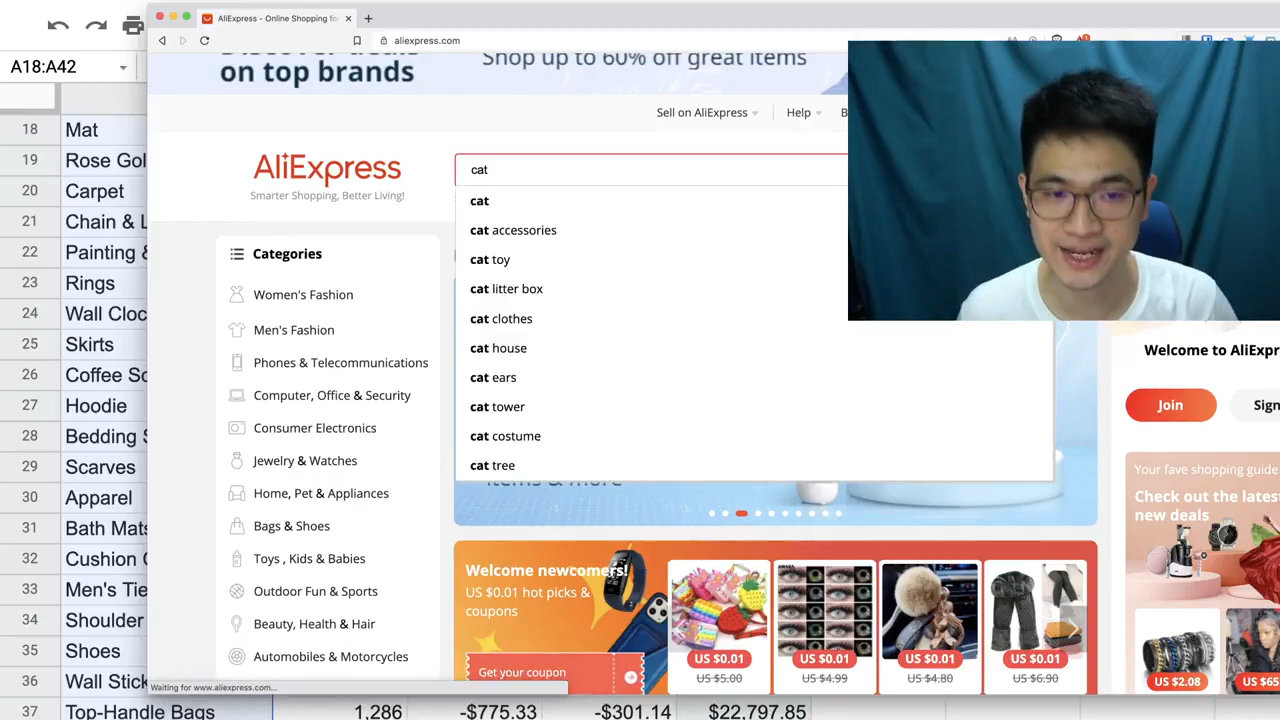 AliExpress - Online Shopping fo
A18:A42
aliexpress.com
on top brands
Shop up to 60% off great items
Sell on AliExpress
Help
B
18 Mat
19 Rose Gol
20 Carpet
21 Chain & L
22 Painting &
23 Rings
24 Wall Cloc
25 Skirts
26 Coffee Sc
27 Hoodie
28 Bedding S
29 Scarves
30 Apparel
31 Bath Mats
32 Cushion C
33 Men's Tie
34 Shoulder
35 Shoes
36 Wall Stick
37 Top-Handle Bags 1,286 -$775.33 -$301.14 $22,797.85
AliExpress
Smarter Shopping, Better Living!
cat
cat
cat accessories
cat toy
cat litter box
cat clothes
cat house
cat ears
cat tower
cat costume
cat tree
Categories
Women's Fashion
Men's Fashion
Phones & Telecommunications
Computer, Office & Security
Consumer Electronics
Jewelry & Watches
Home, Pet & Appliances
Bags & Shoes
Toys , Kids & Babies
Outdoor Fun & Sports
Beauty, Health & Hair
Automobiles & Motorcycles
items & more
Welcome newcomers!
US $0.01 hot picks &
coupons
Get your coupon
US $0.01
US $5.00
US $0.01
US $4.99
US $0.01
US $4.80
US $0.01
US $6.90
Welcome to AliExpr
Join
Sign
Your fave shopping guide
Check out the latest
new deals
US $2.08
US $65
Waiting for www.aliexpress.com...